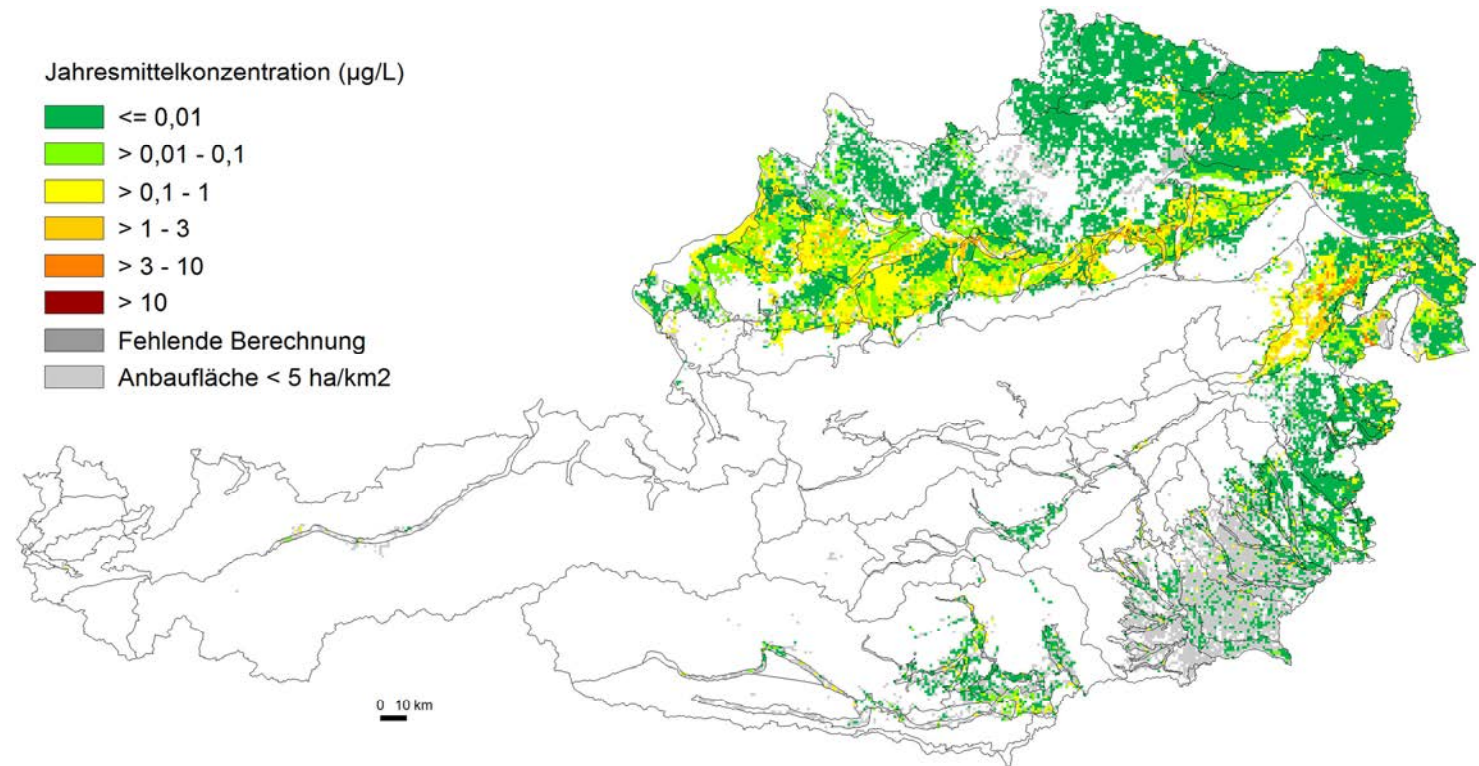 Jahresmittelkonzentration (µg/L)
<= 0,01
> 0,01 - 0,1
> 0,1 - 1
> 1 - 3
> 3 - 10
> 10
Fehlende Berechnung
Anbaufläche < 5 ha/km2
0 10 km